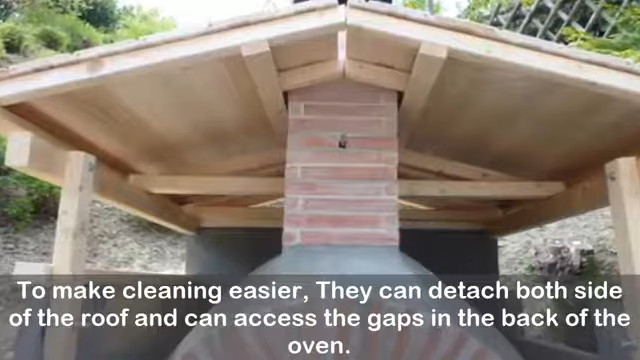 To make cleaning easier, They can detach both side
of the roof and can access the gaps in the back of the
oven.